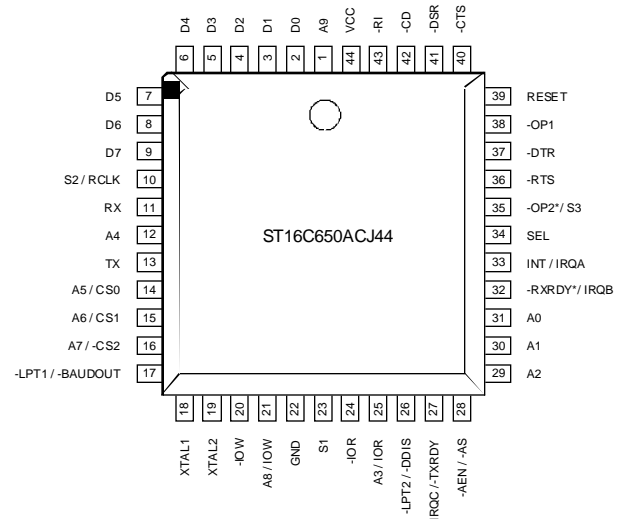 D4 D3 D2 D1 D0 A9 VCC -RI -CD -DSR -CTS
6 5 4 3 2 1 44 43 42 41 40
D5 7
D6 8
D7 9
S2 / RCLK 10
RX 11
A4 12
TX 13
A5 / CS0 14
A6 / CS1 15
A7 / -CS2 16
-LPT1 / -BAUDOUT 17
ST16C650ACJ44
39 RESET
38 -OP1
37 -DTR
36 -RTS
35 -OP2*/ S3
34 SEL
33 INT / IRQA
32 -RXRDY*/ IRQB
31 A0
30 A1
29 A2
18 19 20 21 22 23 24 25 26 27 28
XTAL1 XTAL2 -IOW A8 / IOW GND S1 -IOR A3 / IOR -LPT2 / -DDIS IRQC / -TXRDY -AEN / -AS